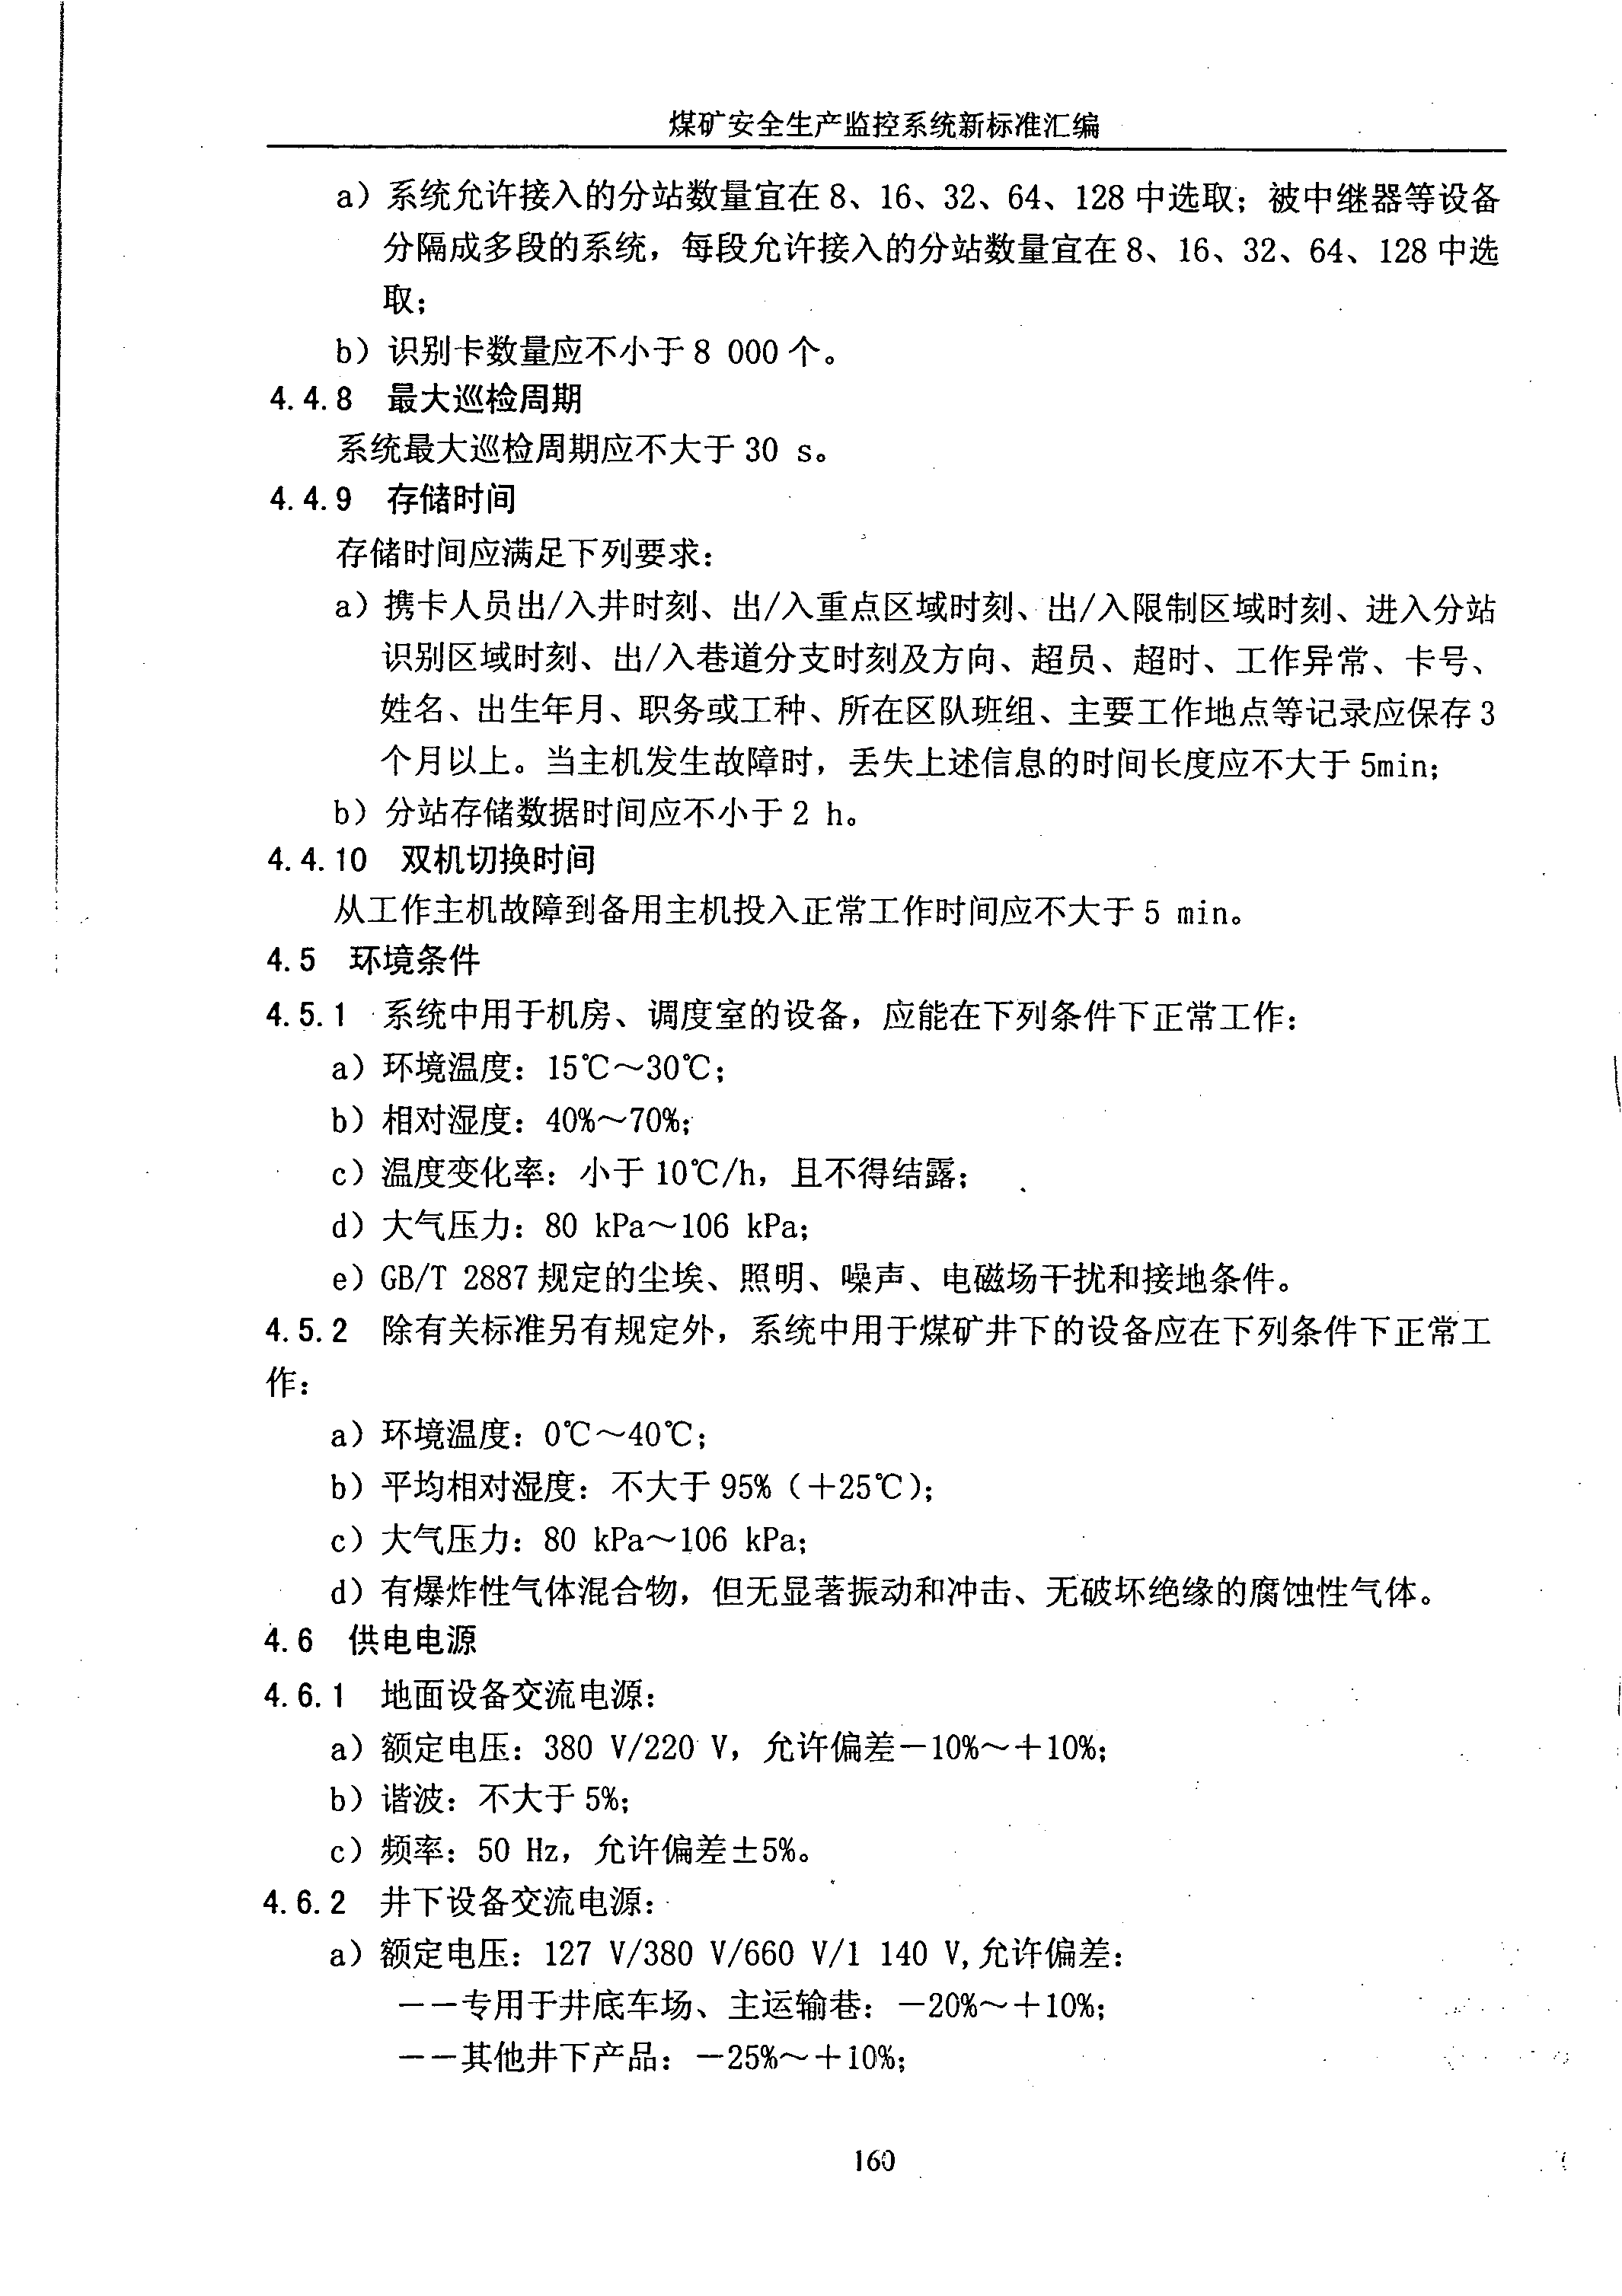 煤矿安全生产监控系统新标准汇编
a）系统允许接入的分站数量宜在 8、16、32、64、128 中选取；被中继器等设备
分隔成多段的系统，每段允许接入的分站数量宜在 8、16、32、64、128 中选
取；
b）识别卡数量应不小于 8 000 个。
4.4.8 最大巡检周期
系统最大巡检周期应不大于 30 s。
4.4.9 存储时间
存储时间应满足下列要求：
a）携卡人员出/入井时刻、出/入重点区域时刻、出/入限制区域时刻、进入分站
识别区域时刻、出/入巷道分支时刻及方向、超员、超时、工作异常、卡号、
姓名、出生年月、职务或工种、所在区队班组、主要工作地点等记录应保存 3
个月以上。当主机发生故障时，丢失上述信息的时间长度应不大于 5min；
b）分站存储数据时间应不小于 2 h。
4.4.10 双机切换时间
从工作主机故障到备用主机投入正常工作时间应不大于 5 min。
4.5 环境条件
4.5.1 系统中用于机房、调度室的设备，应能在下列条件下正常工作：
a）环境温度：15℃～30℃；
b）相对湿度：40%～70%；
c）温度变化率：小于 10℃/h，且不得结露；
d）大气压力：80 kPa～106 kPa；
e）GB/T 2887 规定的尘埃、照明、噪声、电磁场干扰和接地条件。
4.5.2 除有关标准另有规定外，系统中用于煤矿井下的设备应在下列条件下正常工
作：
a）环境温度：0℃～40℃；
b）平均相对湿度：不大于 95%（＋25℃）；
c）大气压力：80 kPa～106 kPa；
d）有爆炸性气体混合物，但无显著振动和冲击、无破坏绝缘的腐蚀性气体。
4.6 供电电源
4.6.1 地面设备交流电源：
a）额定电压：380 V/220 V，允许偏差－10%～＋10%；
b）谐波：不大于 5%；
c）频率：50 Hz，允许偏差±5%。
4.6.2 井下设备交流电源：
a）额定电压：127 V/380 V/660 V/1 140 V,允许偏差：
——专用于井底车场、主运输巷：－20%～＋10%；
——其他井下产品：－25%～＋10%；
160